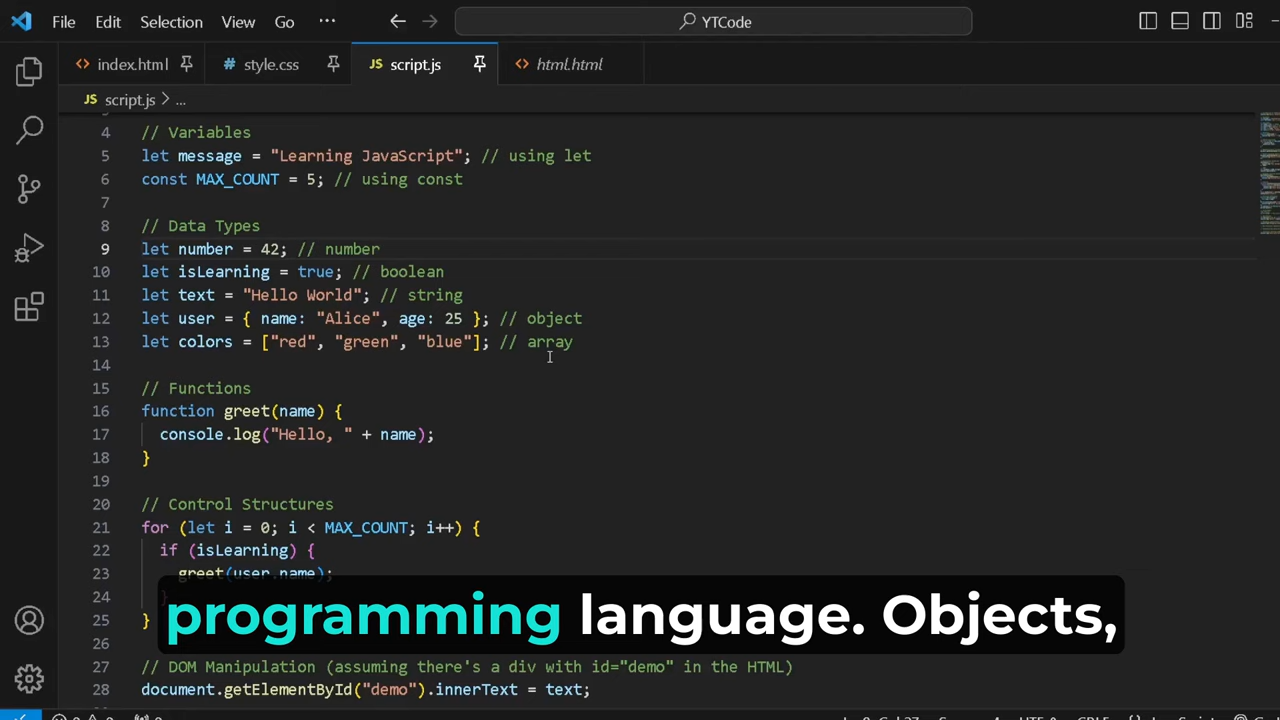 File Edit Selection View Go ··· YTCode
index.html style.css JS script.js html.html
JS script.js > ...
4 // Variables
5 let message = "Learning JavaScript"; // using let
6 const MAX_COUNT = 5; // using const
7
8 // Data Types
9 let number = 42; // number
10 let isLearning = true; // boolean
11 let text = "Hello World"; // string
12 let user = { name: "Alice", age: 25 }; // object
13 let colors = ["red", "green", "blue"]; // array
14
15 // Functions
16 function greet(name) {
17 console.log("Hello, " + name);
18 }
19
20 // Control Structures
21 for (let i = 0; i < MAX_COUNT; i++) {
22 if (isLearning) {
23 greet(user.name);
24
25 }
programming language. Objects,
26
27 // DOM Manipulation (assuming there's a div with id="demo" in the HTML)
28 document.getElementById("demo").innerText = text;